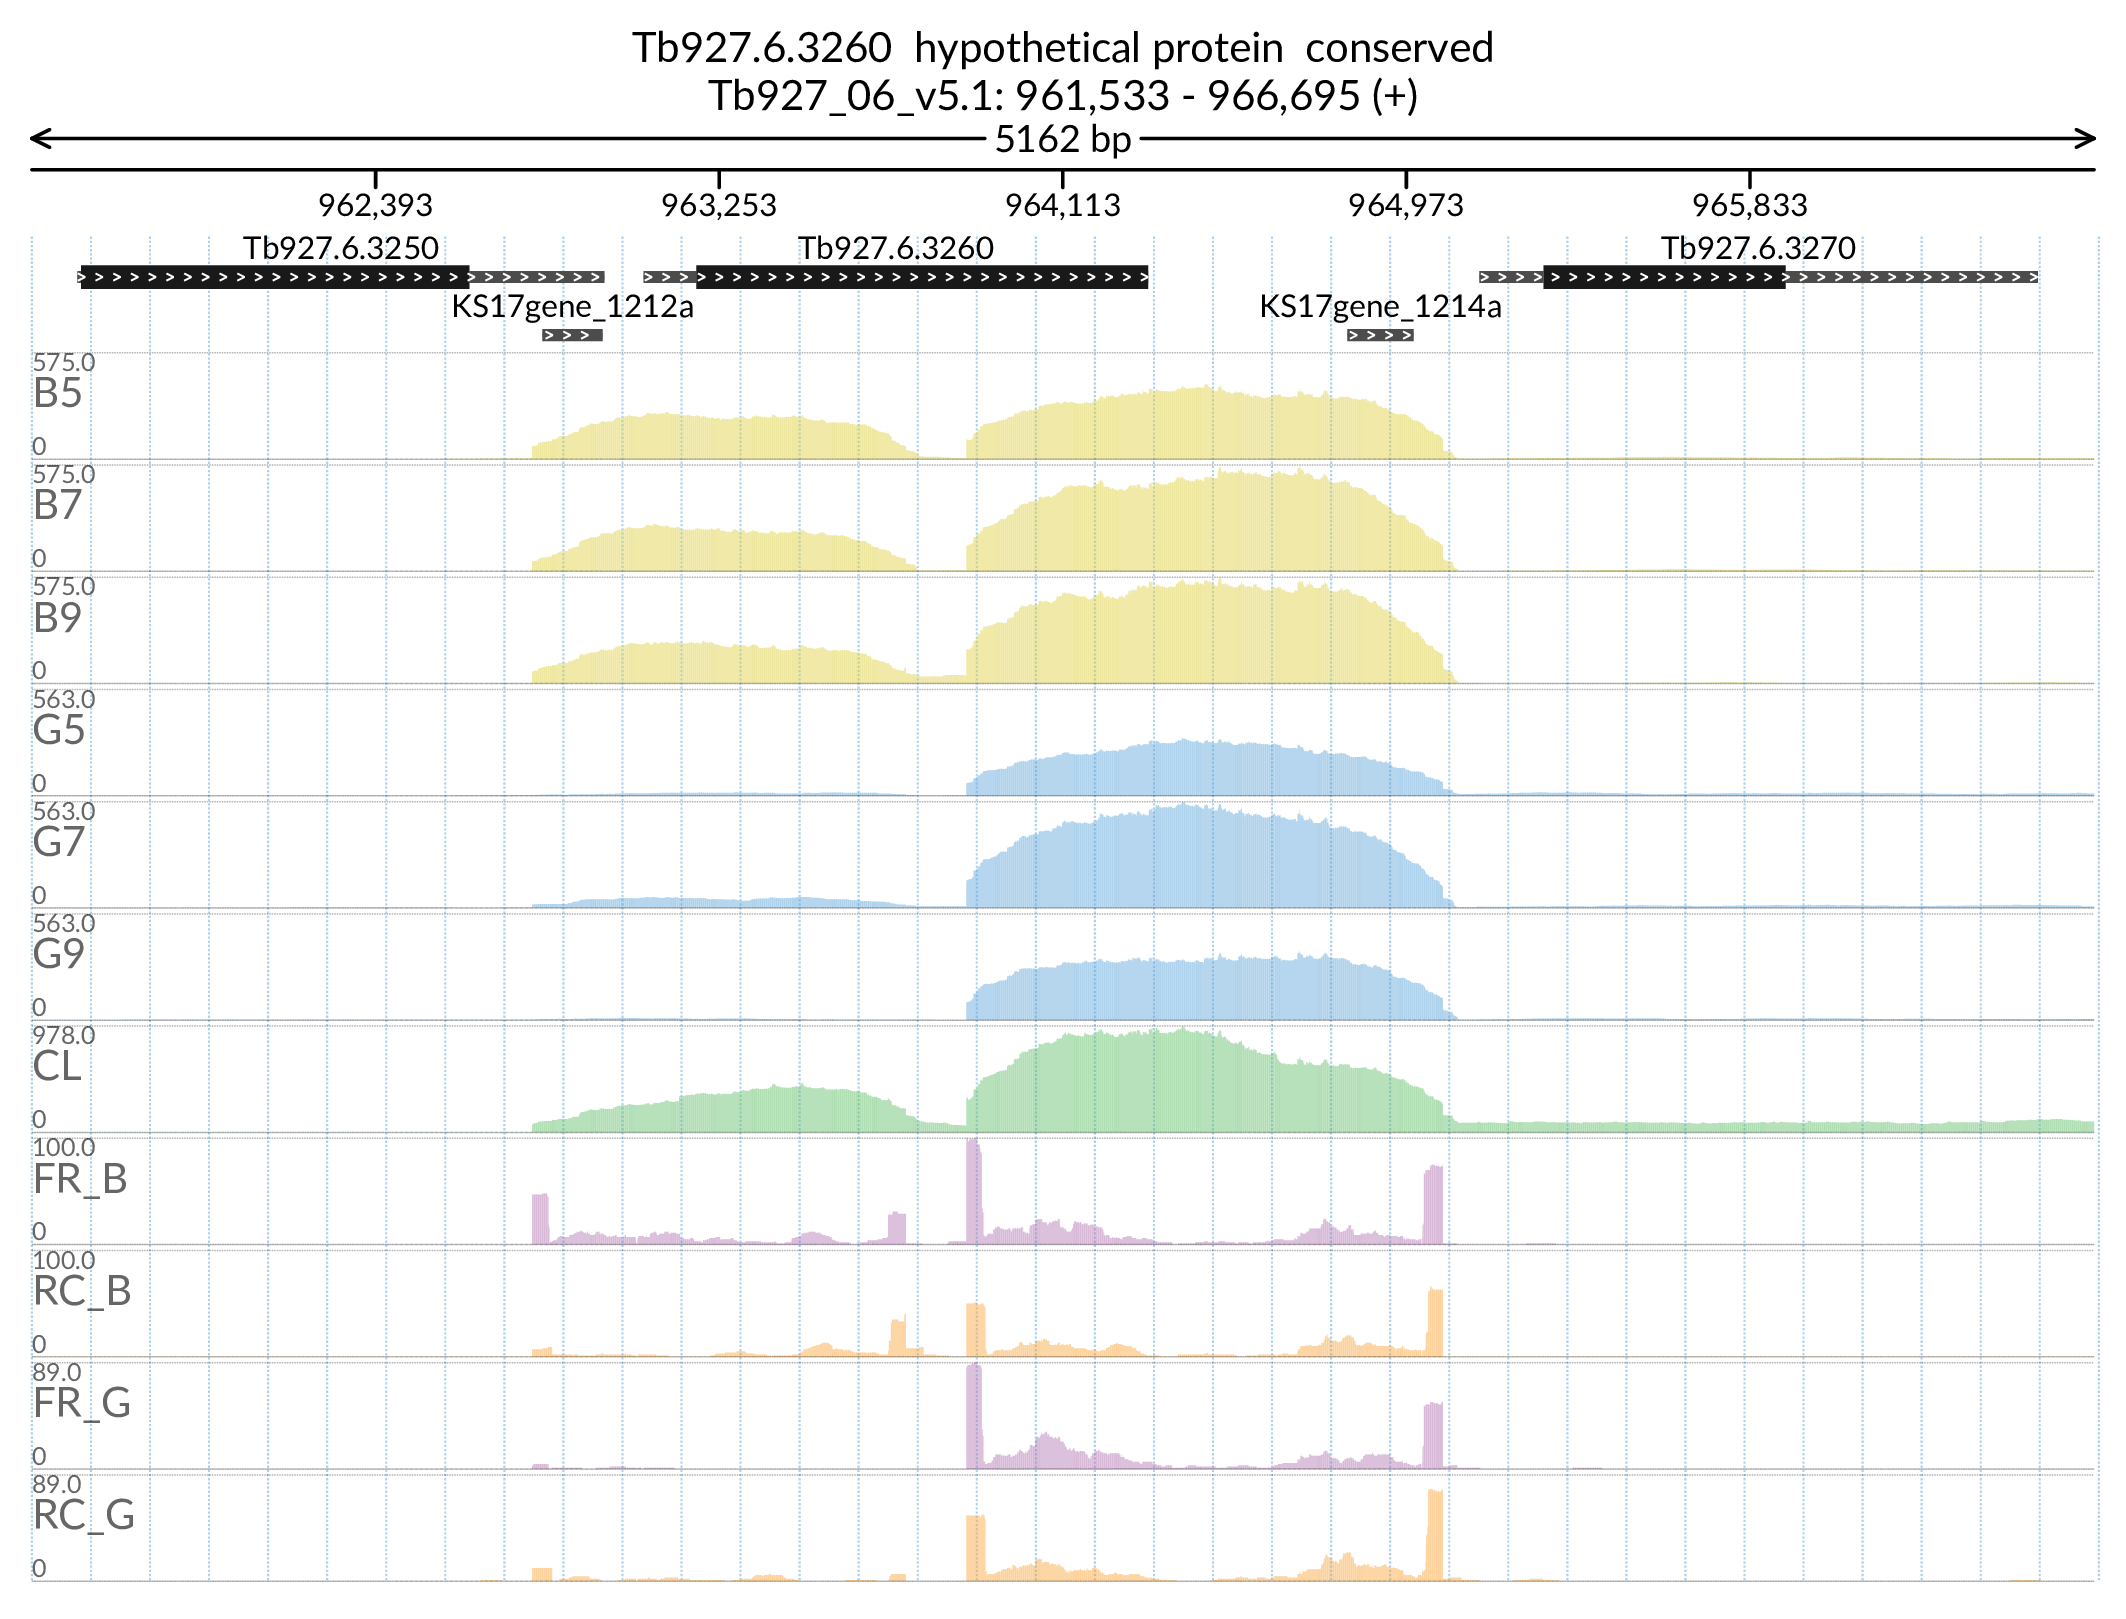 Tb927.6.3260  hypothetical protein  conserved
Tb927_06_v5.1: 961,533 - 966,695 (+)
5162 bp
962,393 963,253 964,113 964,973 965,833
Tb927.6.3250 Tb927.6.3260 Tb927.6.3270
KS17gene_1212a KS17gene_1214a
575.0
B5
0
575.0
B7
0
575.0
B9
0
563.0
G5
0
563.0
G7
0
563.0
G9
0
978.0
CL
0
100.0
FR_B
0
100.0
RC_B
0
89.0
FR_G
0
89.0
RC_G
0